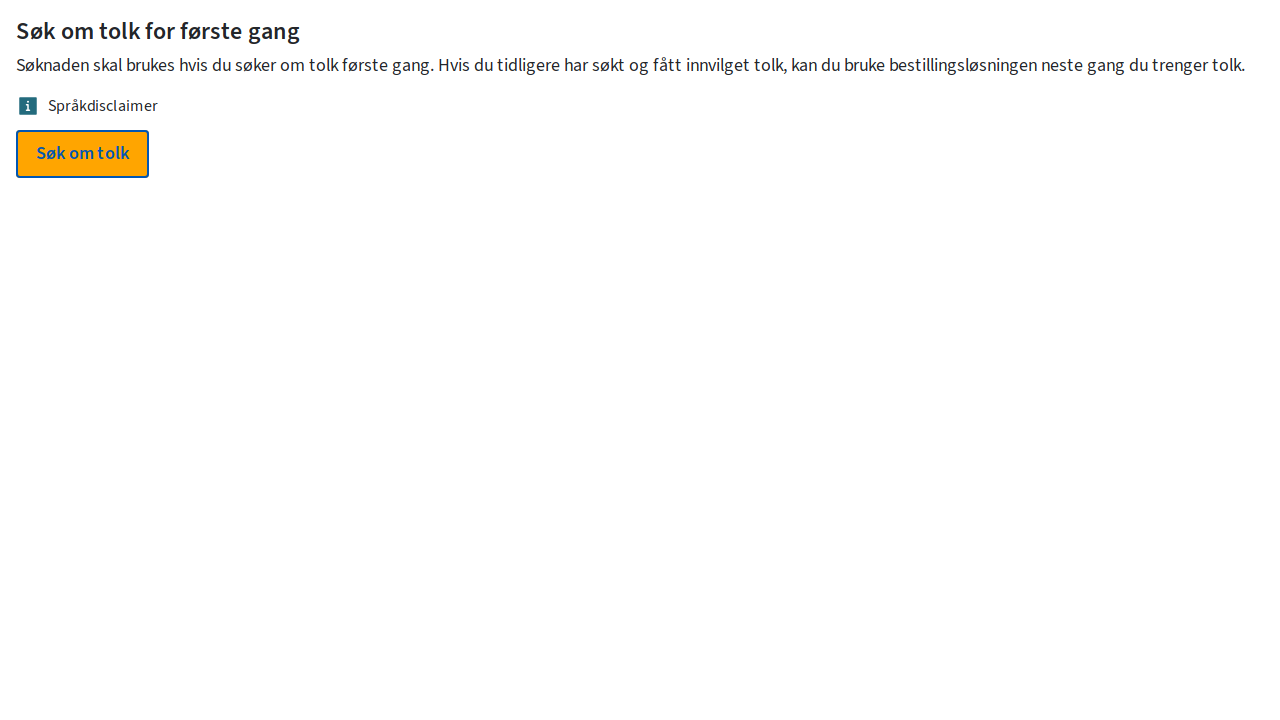 Søk om tolk for første gang
Søknaden skal brukes hvis du søker om tolk første gang. Hvis du tidligere har søkt og fått innvilget tolk, kan du bruke bestillingsløsningen neste gang du trenger tolk.
Språkdisclaimer
Søk om tolk